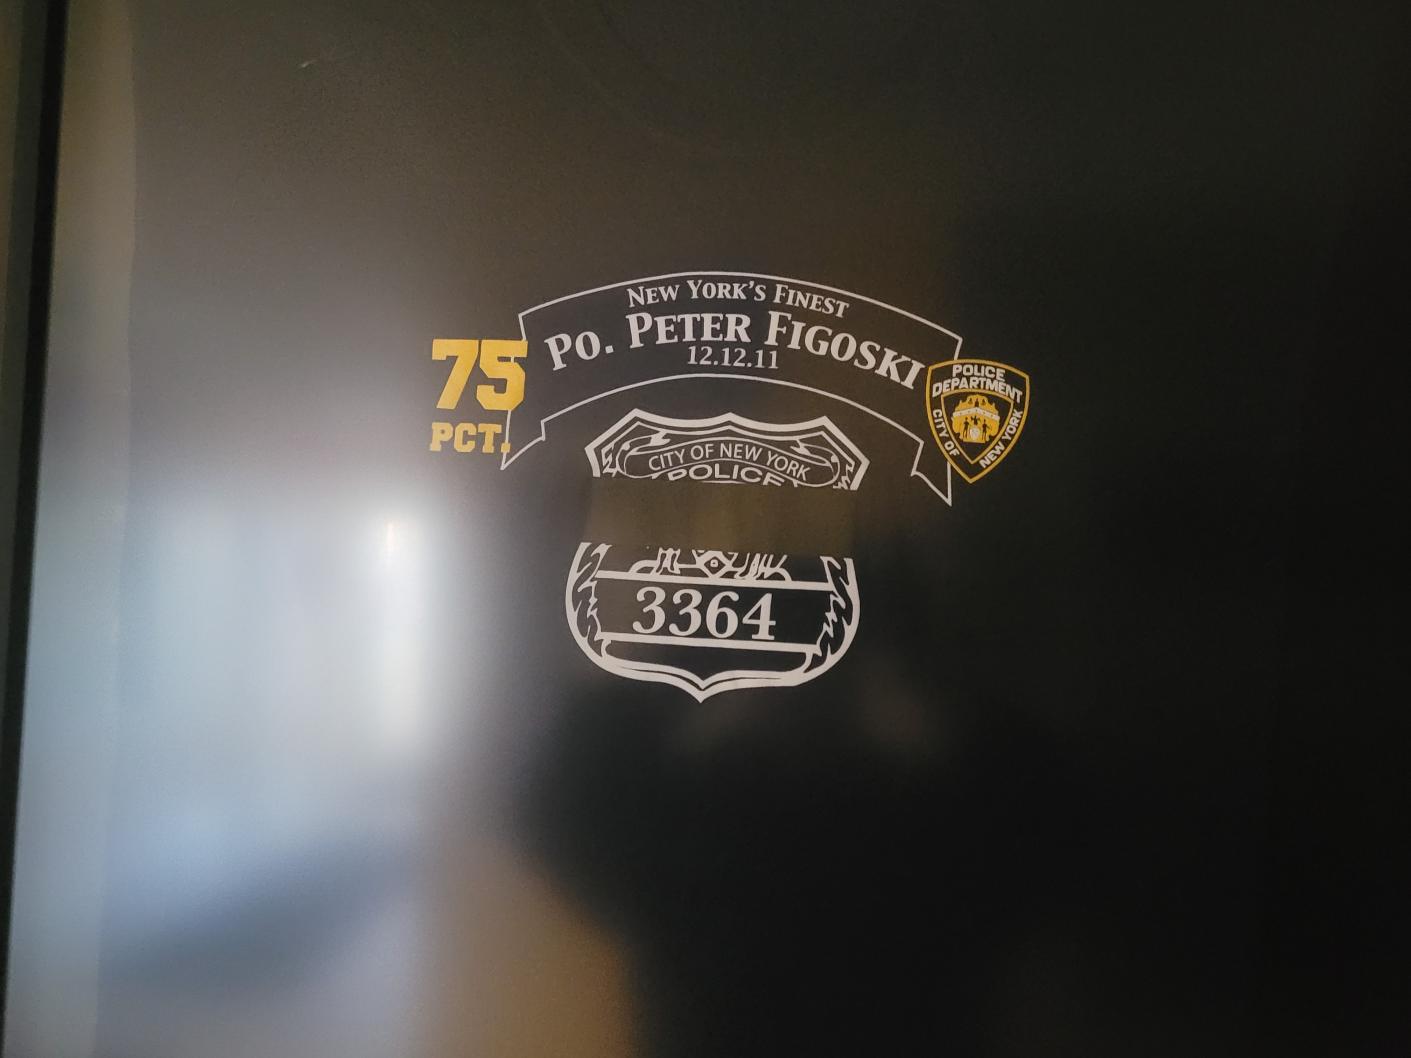 New York's Finest
Po. Peter Figoski
12.12.11
75
PCT.
POLICE
DEPARTMENT
CITY OF
NEW YORK
CITY OF NEW YORK
POLICE
3364